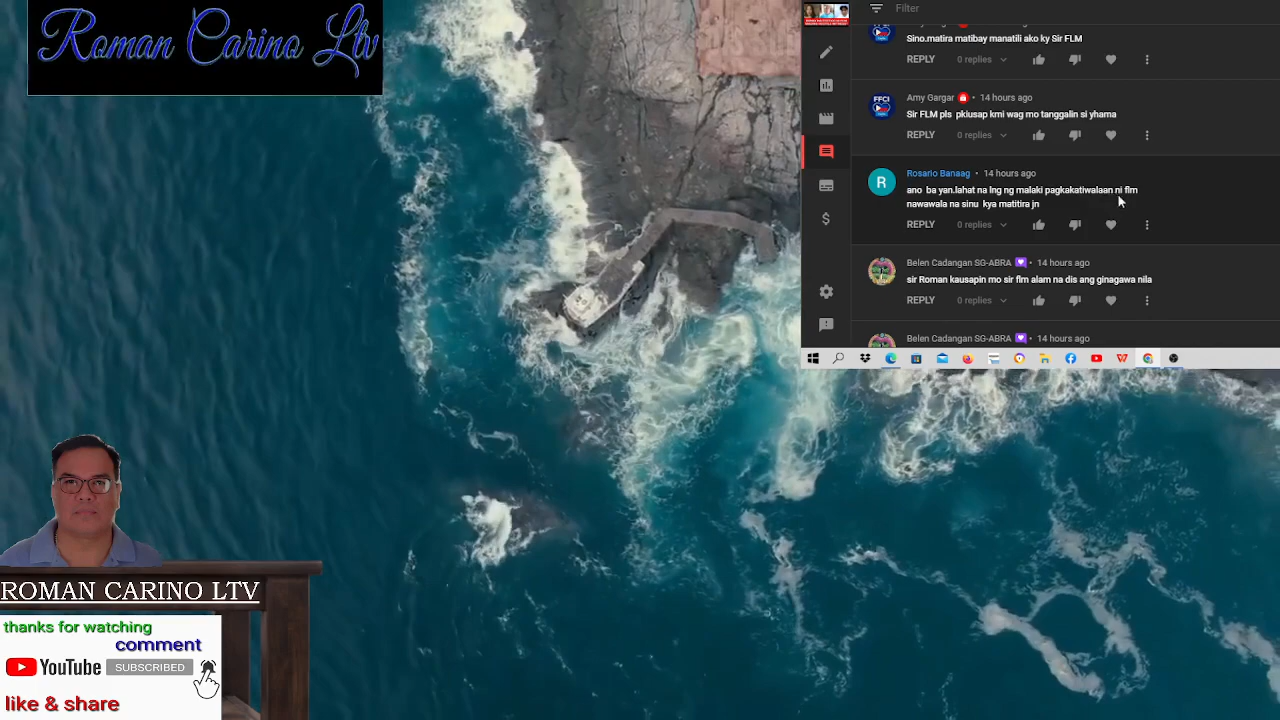 Roman Carino Ltv
Filter
Sino.matira matibay manatili ako ky Sir FLM
REPLY 0 replies
FFCI
Amy Gargar • 14 hours ago
Sir FLM pls pkiusap kmi wag mo tanggalin si yhama
REPLY 0 replies
R
Rosario Banaag • 14 hours ago
ano ba yan.lahat na lng ng malaki pagkakatiwalaan ni flm
nawawala na sinu kya matitira jn
REPLY 0 replies
Belen Cadangan SG-ABRA • 14 hours ago
sir Roman kausapin mo sir flm alam na dis ang ginagawa nila
REPLY 0 replies
Belen Cadangan SG-ABRA • 14 hours ago
ROMAN CARINO LTV
thanks for watching
comment
YouTube SUBSCRIBED
like & share